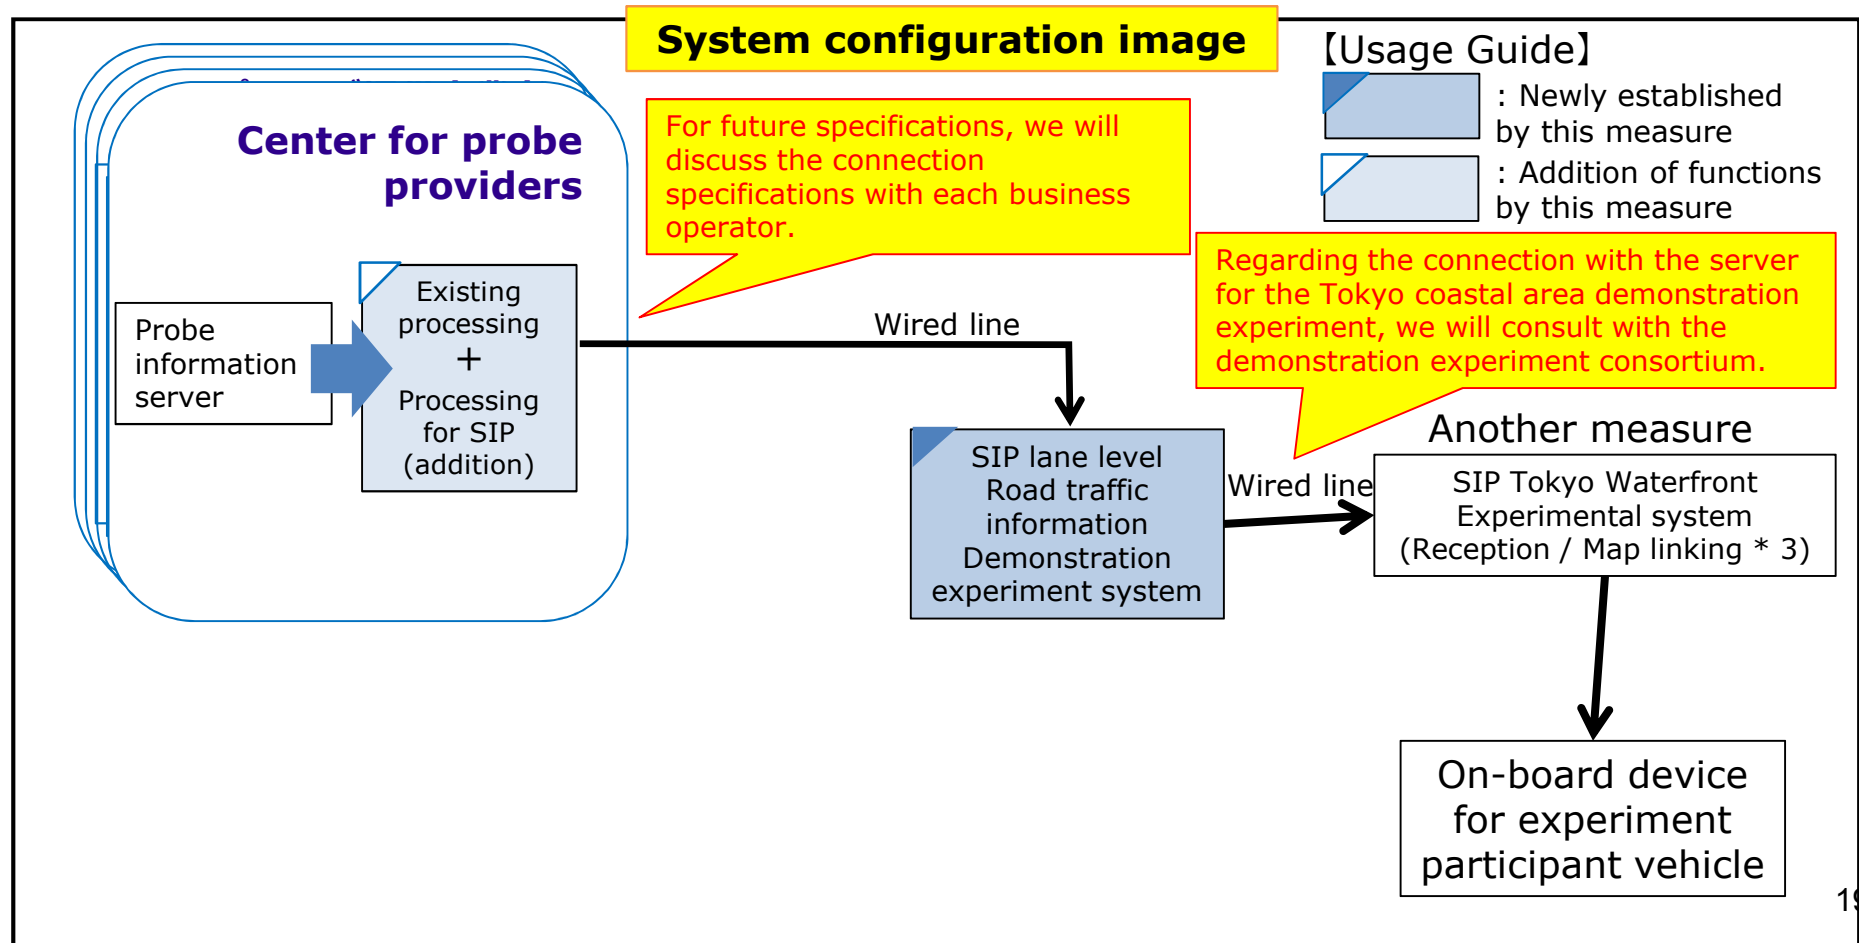 System configuration image
【Usage Guide】
: Newly established
by this measure
: Addition of functions
by this measure
Center for probe
providers
For future specifications, we will
discuss the connection
specifications with each business
operator.
Regarding the connection with the server
for the Tokyo coastal area demonstration
experiment, we will consult with the
demonstration experiment consortium.
Probe
information
server
Existing
processing
+
Processing
for SIP
(addition)
Wired line
SIP lane level
Road traffic
information
Demonstration
experiment system
Wired line
Another measure
SIP Tokyo Waterfront
Experimental system
(Reception / Map linking * 3)
On-board device
for experiment
participant vehicle